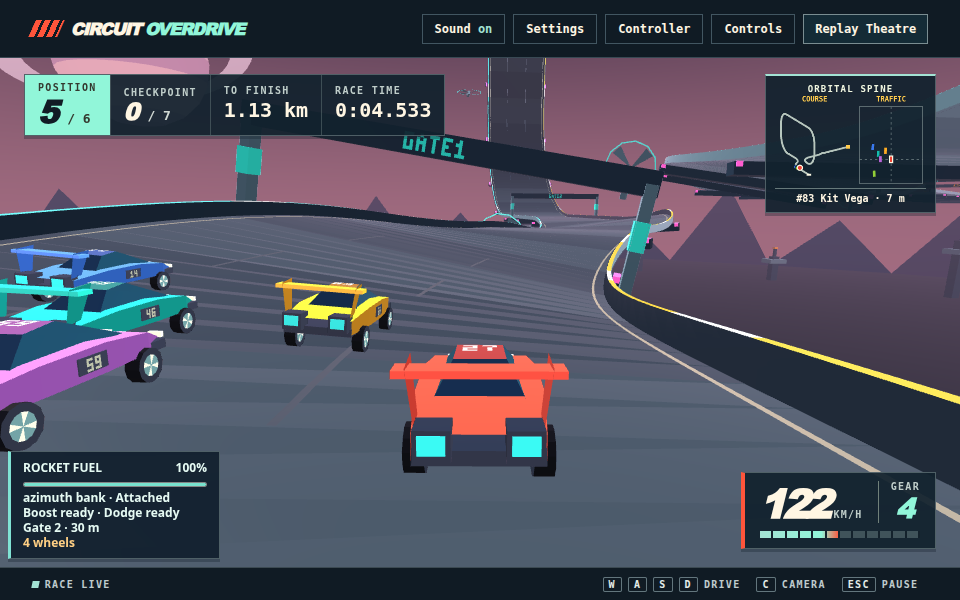 CIRCUIT OVERDRIVE
Sound on
Settings
Controller
Controls
Replay Theatre
POSITION
5 / 6
CHECKPOINT
0 / 7
TO FINISH
1.13 km
RACE TIME
0:04.533
ORBITAL SPINE
COURSE
TRAFFIC
#83 Kit Vega · 7 m
GATE1
14
46
59
27
ROCKET FUEL
100%
azimuth bank · Attached
Boost ready · Dodge ready
Gate 2 · 30 m
4 wheels
122 KM/H
GEAR
4
RACE LIVE
W A S D DRIVE
C CAMERA
ESC PAUSE